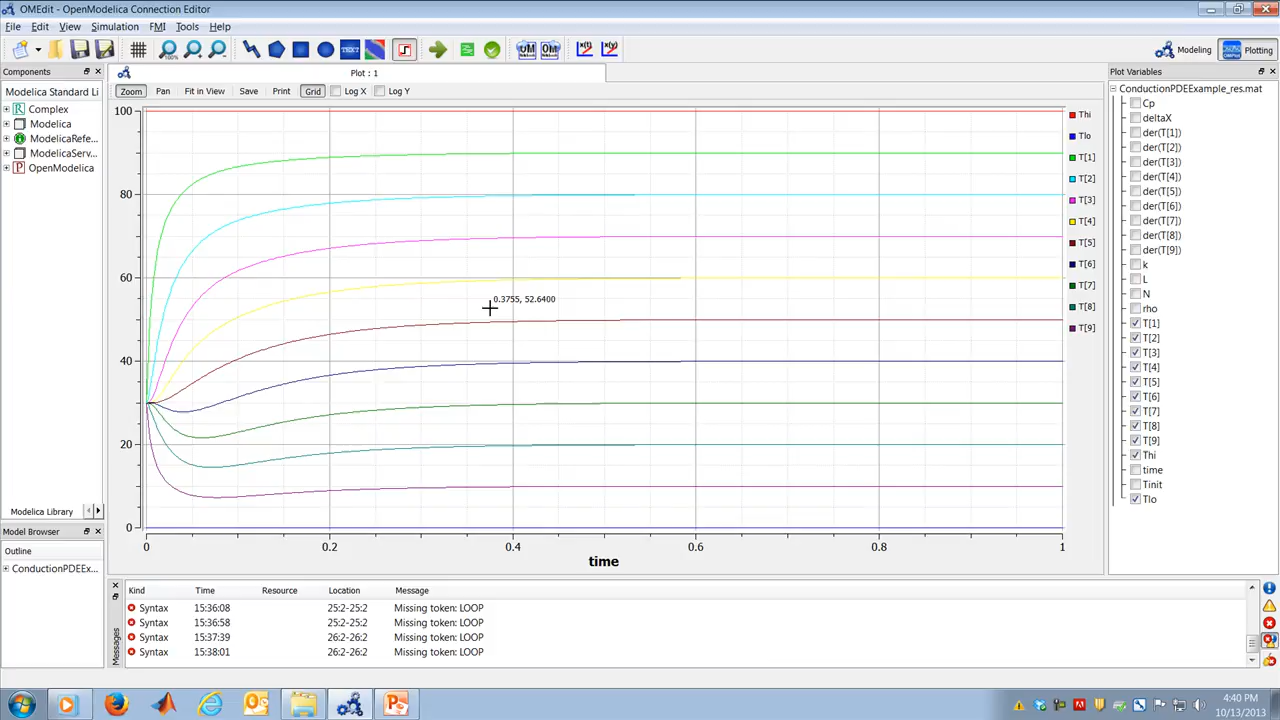 OMEdit - OpenModelica Connection Editor
File Edit View Simulation FMI Tools Help
100%
TEXT
OM
OM
x(t)
y(x)
Modeling
Plotting
Components
Modelica Standard Li
Complex
Modelica
ModelicaRefe...
ModelicaServ...
OpenModelica
Modelica Library
Model Browser
Outline
ConductionPDEEx...
Plot : 1
Zoom Pan Fit in View Save Print Grid Log X Log Y
100
80
60
40
20
0
0 0.2 0.4 0.6 0.8 1
time
0.3755, 52.6400
Thi
Tlo
T[1]
T[2]
T[3]
T[4]
T[5]
T[6]
T[7]
T[8]
T[9]
Plot Variables
ConductionPDEExample_res.mat
Cp
deltaX
der(T[1])
der(T[2])
der(T[3])
der(T[4])
der(T[5])
der(T[6])
der(T[7])
der(T[8])
der(T[9])
k
L
N
rho
T[1]
T[2]
T[3]
T[4]
T[5]
T[6]
T[7]
T[8]
T[9]
Thi
time
Tinit
Tlo
Messages
Kind Time Resource Location Message
Syntax 15:36:08 25:2-25:2 Missing token: LOOP
Syntax 15:36:58 25:2-25:2 Missing token: LOOP
Syntax 15:37:39 26:2-26:2 Missing token: LOOP
Syntax 15:38:01 26:2-26:2 Missing token: LOOP
4:40 PM
10/13/2013